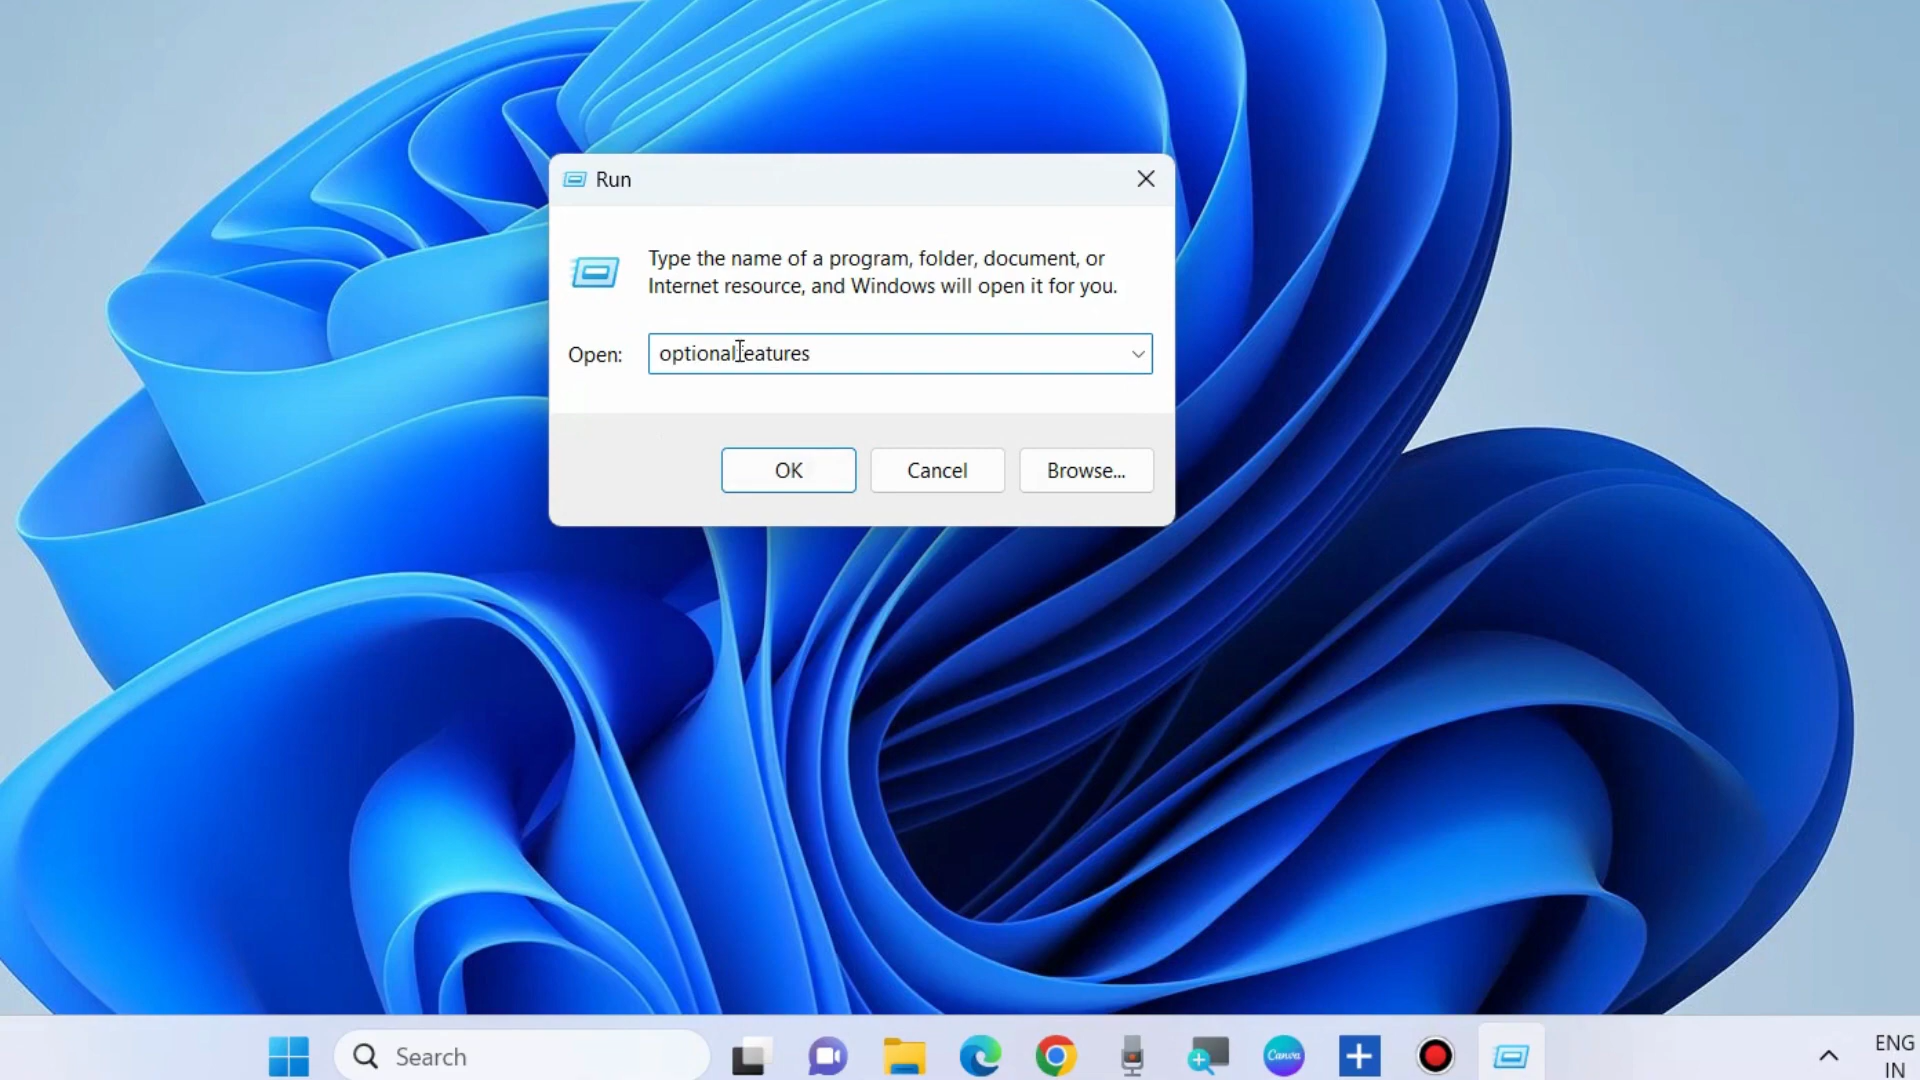 Run
Type the name of a program, folder, document, or
Internet resource, and Windows will open it for you.
Open:
optionalfeatures
OK
Cancel
Browse...
Search
Canva
ENG
IN